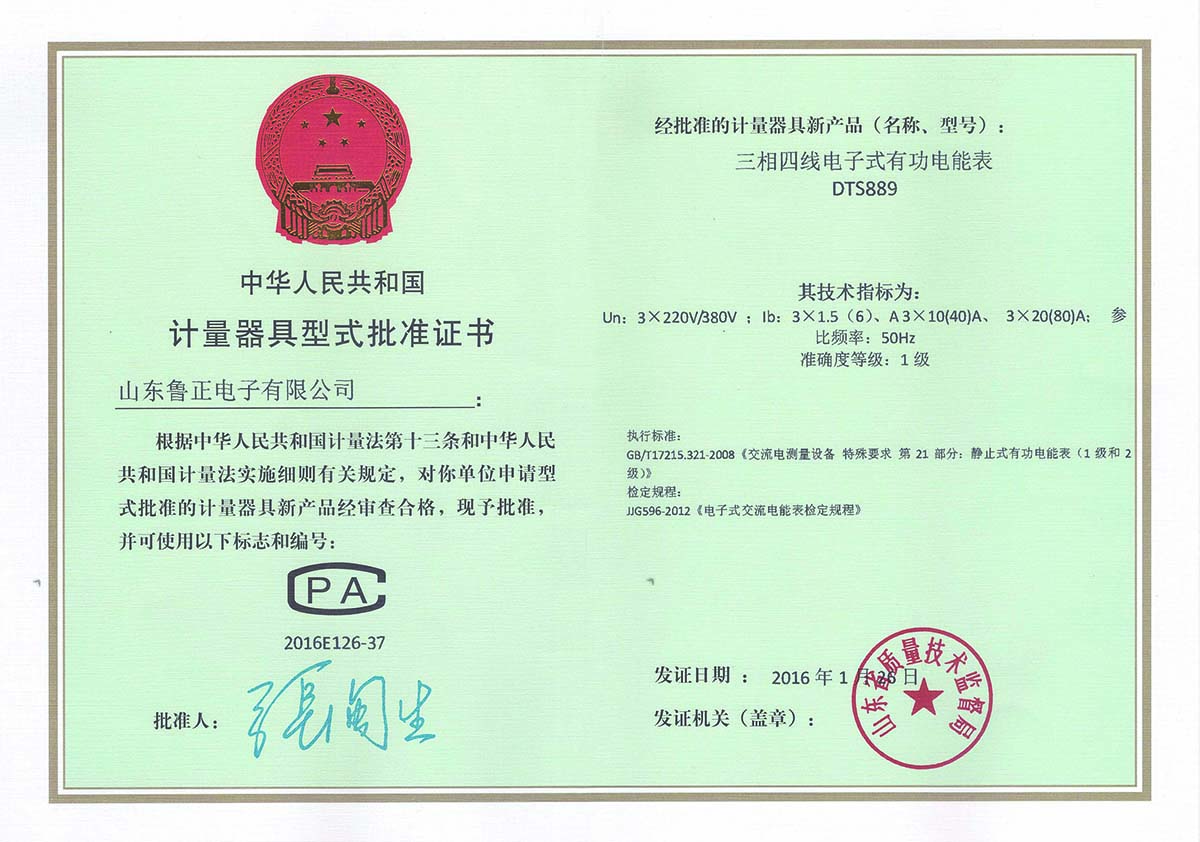 中华人民共和国
计量器具型式批准证书
山东鲁正电子有限公司：
根据中华人民共和国计量法第十三条和中华人民
共和国计量法实施细则有关规定，对你单位申请型
式批准的计量器具新产品经审查合格，现予批准，
并可使用以下标志和编号：
CPA
2016E126-37
批准人：
经批准的计量器具新产品（名称、型号）：
三相四线电子式有功电能表
DTS889
其技术指标为：
Un：3×220V/380V ；Ib：3×1.5（6）、A 3×10(40)A、 3×20(80)A； 参
比频率：50Hz
准确度等级：1 级
执行标准：
GB/T17215.321-2008《交流电测量设备 特殊要求 第 21 部分：静止式有功电能表（1 级和 2
级）》
检定规程：
JJG596-2012《电子式交流电能表检定规程》
发证日期 ： 2016 年 1 月 26 日
发证机关（盖章）：
山东省质量技术监督局